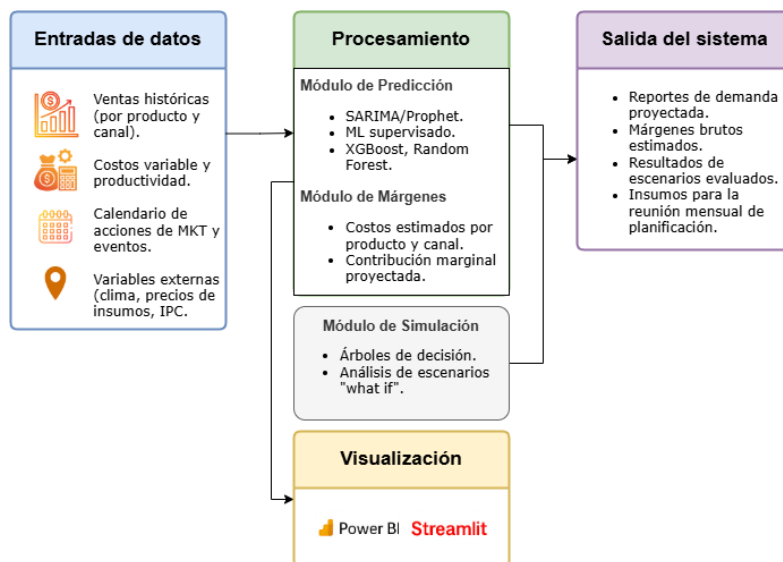 Entradas de datos
Ventas históricas
(por producto y
canal).
Costos variable y
productividad.
Calendario de
acciones de MKT y
eventos.
Variables externas
(clima, precios de
insumos, IPC.
Procesamiento
Módulo de Predicción
• SARIMA/Prophet.
• ML supervisado.
• XGBoost, Random
Forest.
Módulo de Márgenes
• Costos estimados por
producto y canal.
• Contribución marginal
proyectada.
Módulo de Simulación
• Árboles de decisión.
• Análisis de escenarios
"what if".
Visualización
Power BI Streamlit
Salida del sistema
• Reportes de demanda
proyectada.
• Márgenes brutos
estimados.
• Resultados de
escenarios evaluados.
• Insumos para la
reunión mensual de
planificación.